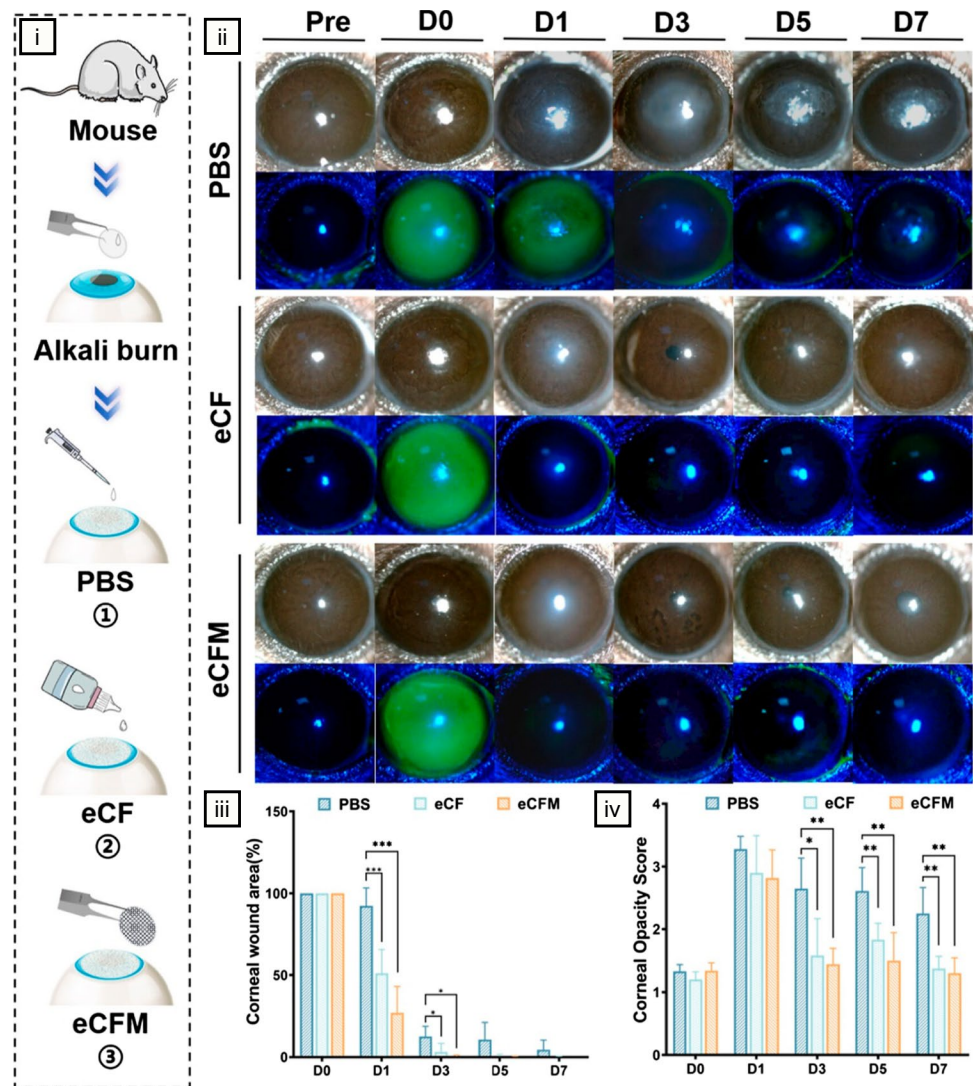 i
Mouse
Alkali burn
PBS
①
eCF
②
eCFM
③
ii
Pre D0 D1 D3 D5 D7
PBS
eCF
eCFM
iii
PBS eCF eCFM
Corneal wound area(%)
150
100
50
0
***
***
*
*
D0 D1 D3 D5 D7
iv
PBS eCF eCFM
Corneal Opacity Score
4
3
2
1
0
**
*
**
**
**
**
D0 D1 D3 D5 D7